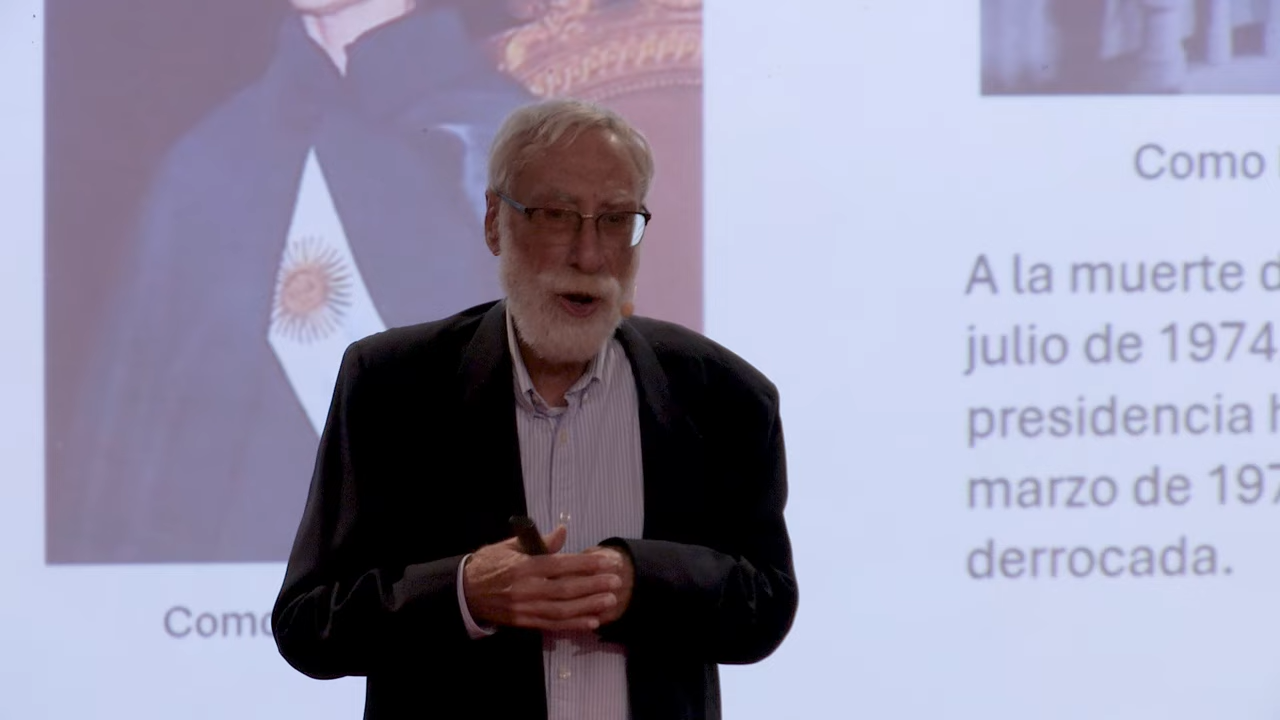 Como
A la muerte d
julio de 1974
presidencia h
marzo de 197
derrocada.
Como